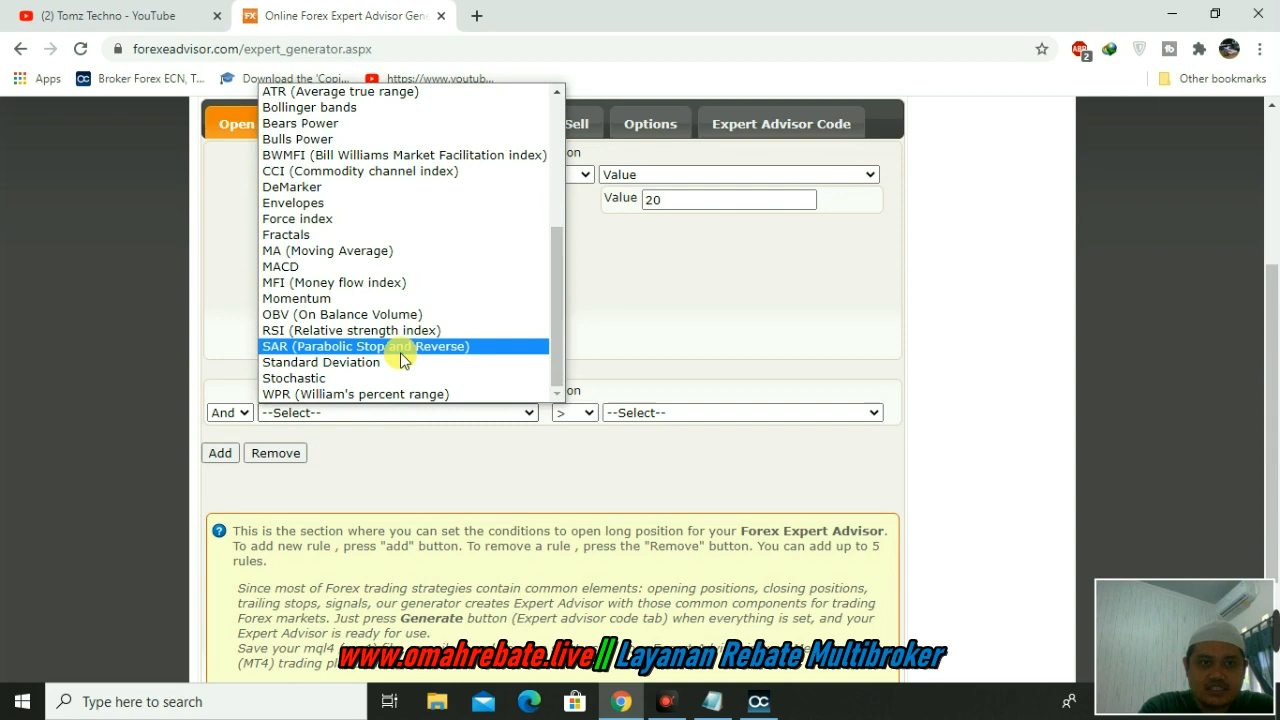 (2) Tomz Techno - YouTube
FX
Online Forex Expert Advisor Gen
forexeadvisor.com/expert_generator.aspx
ABP
2
Apps
Broker Forex ECN, T...
Download the 'Copi...
https://www.youtub...
Other bookmarks
Open
Sell
Options
Expert Advisor Code
ATR (Average true range)
Bollinger bands
Bears Power
Bulls Power
BWMFI (Bill Williams Market Facilitation index)
CCI (Commodity channel index)
DeMarker
Envelopes
Force index
Fractals
MA (Moving Average)
MACD
MFI (Money flow index)
Momentum
OBV (On Balance Volume)
RSI (Relative strength index)
SAR (Parabolic Stop and Reverse)
Standard Deviation
Stochastic
WPR (William's percent range)
on
Value
Value 20
on
And --Select-- > --Select--
Add Remove
This is the section where you can set the conditions to open long position for your Forex Expert Advisor.
To add new rule , press "add" button. To remove a rule , press the "Remove" button. You can add up to 5
rules.
Since most of Forex trading strategies contain common elements: opening positions, closing positions,
trailing stops, signals, our generator creates Expert Advisor with those common components for trading
Forex markets. Just press Generate button (Expert advisor code tab) when everything is set, and your
Expert Advisor is ready for use.
Save your mql4
(MT4) trading
www.omahrebate.live||Layanan Rebate Multibroker
Type here to search